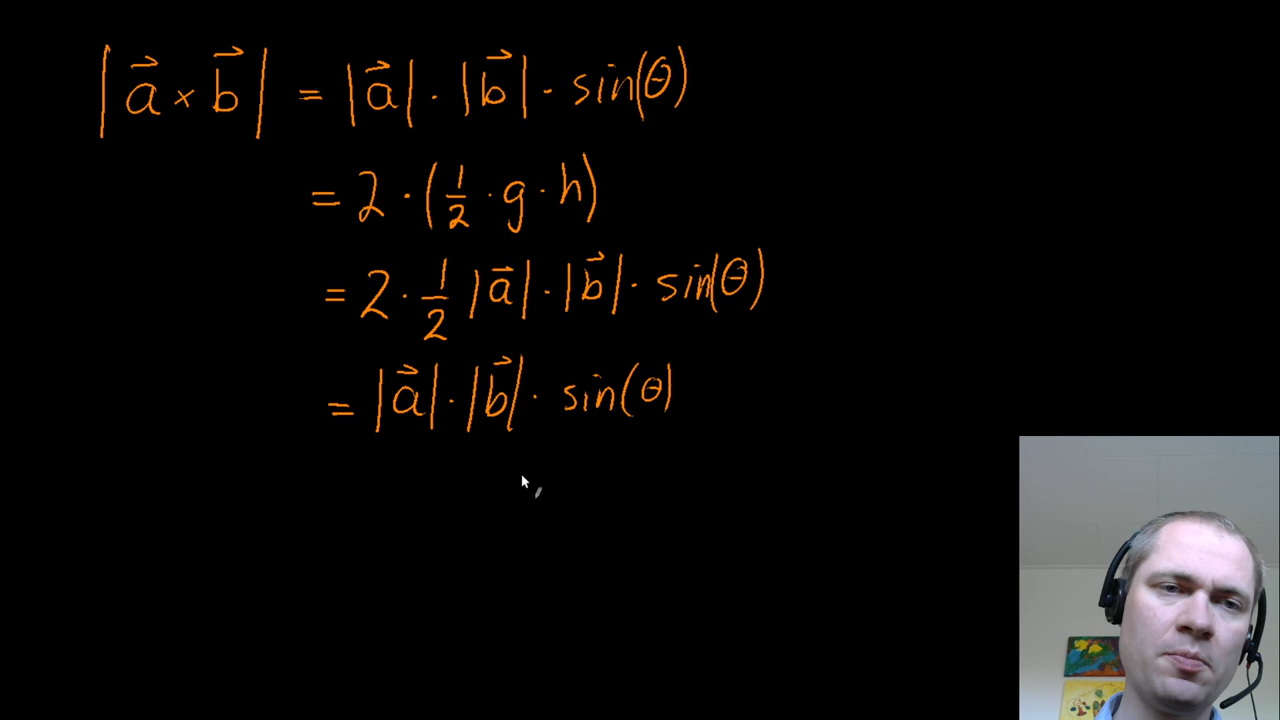 |a⃗ × b⃗| = |a⃗| · |b⃗| · sin(θ)
= 2 · (½ · g · h)
= 2 · ½ |a⃗| · |b⃗| · sin(θ)
= |a⃗| · |b⃗| · sin(θ)